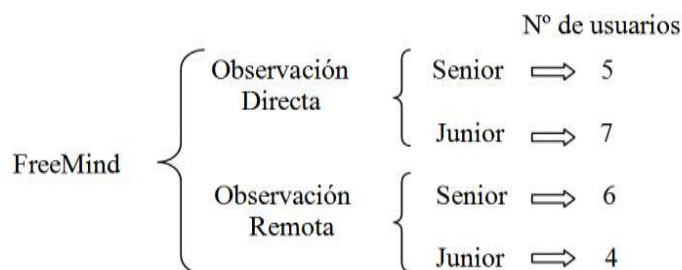 Nº de usuarios
Observación
Directa
Senior ⇒ 5
Junior ⇒ 7
FreeMind
Observación
Remota
Senior ⇒ 6
Junior ⇒ 4